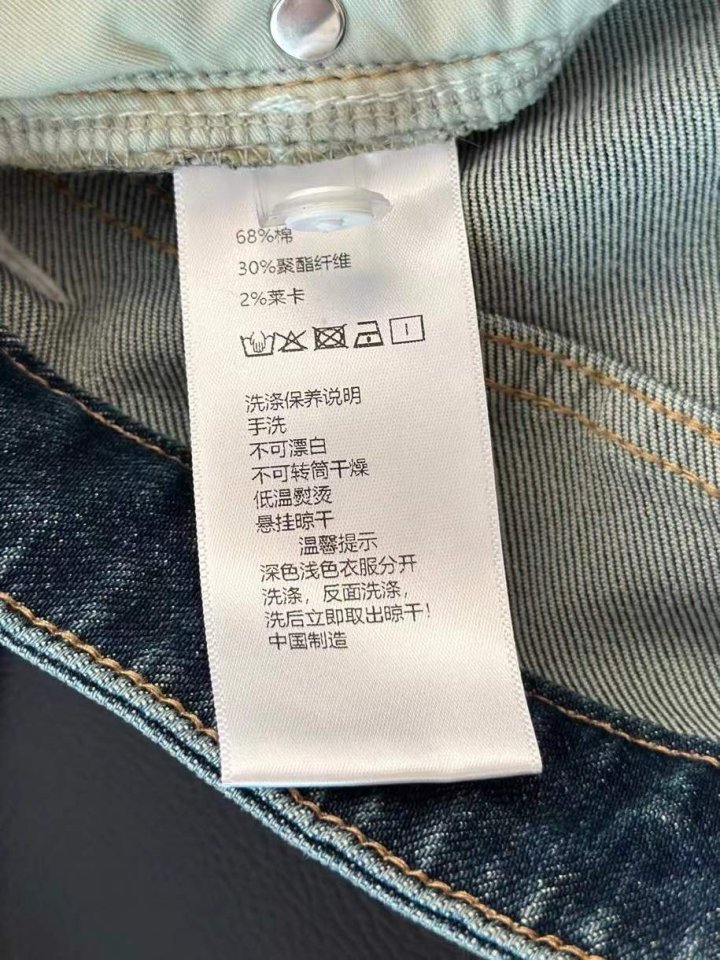 68%棉
30%聚酯纤维
2%莱卡
洗涤保养说明
手洗
不可漂白
不可转筒干燥
低温熨烫
悬挂晾干
温馨提示
深色浅色衣服分开
洗涤，反面洗涤，
洗后立即取出晾干！
中国制造